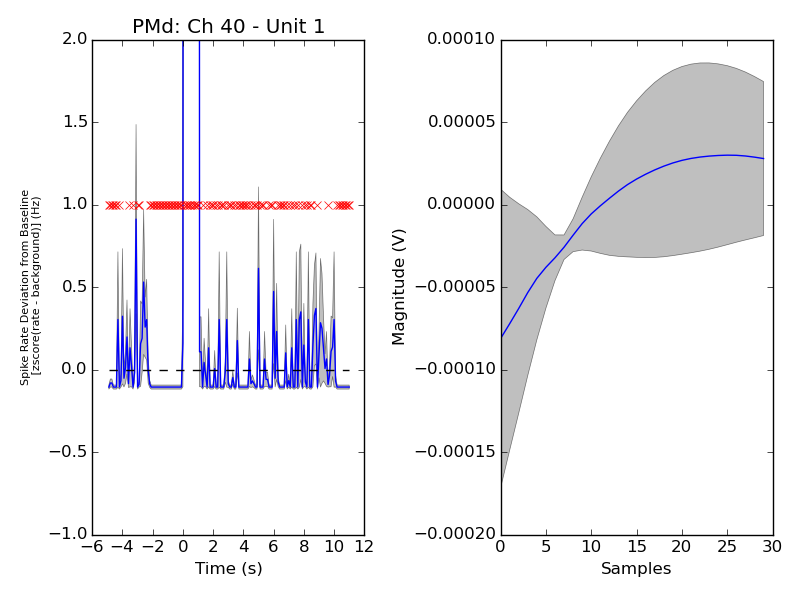 PMd: Ch 40 - Unit 1
2.0
1.5
1.0
0.5
0.0
−0.5
−1.0
−6 −4 −2 0 2 4 6 8 10 12
Time (s)
Spike Rate Deviation from Baseline
[zscore(rate - background)] (Hz)
0.00010
0.00005
0.00000
−0.00005
−0.00010
−0.00015
−0.00020
0 5 10 15 20 25 30
Samples
Magnitude (V)